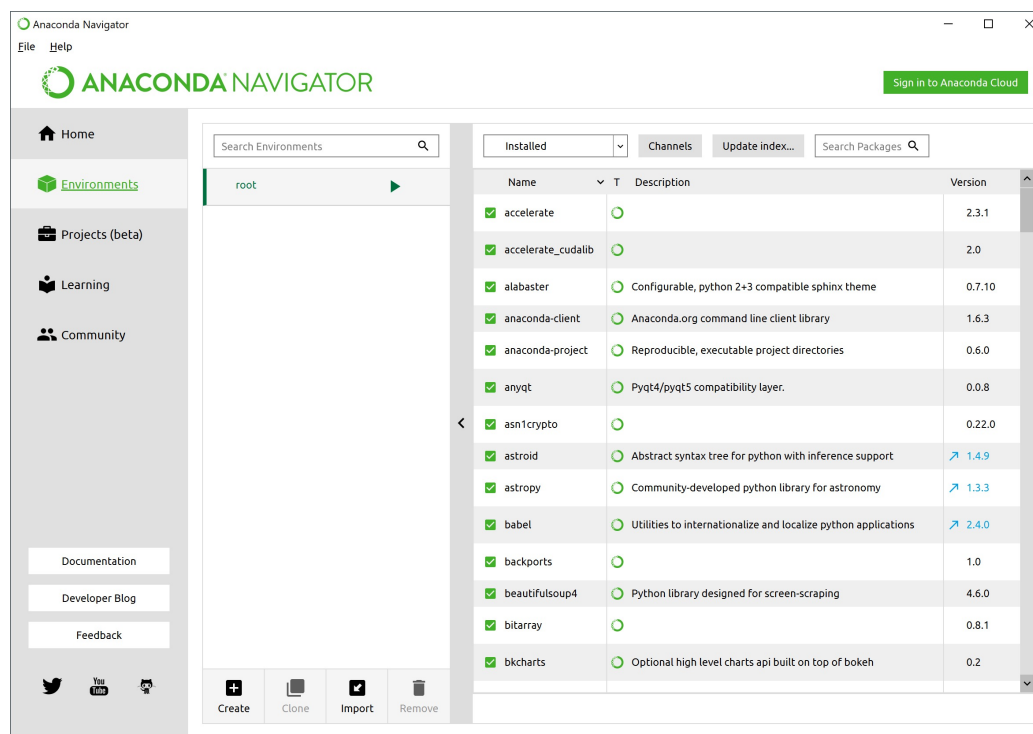 Anaconda Navigator
File Help
ANACONDA NAVIGATOR
Sign in to Anaconda Cloud
Home
Environments
Projects (beta)
Learning
Community
Documentation
Developer Blog
Feedback
You Tube
Search Environments
root
Create Clone Import Remove
Installed Channels Update index... Search Packages
Name T Description Version
accelerate 2.3.1
accelerate_cudalib 2.0
alabaster Configurable, python 2+3 compatible sphinx theme 0.7.10
anaconda-client Anaconda.org command line client library 1.6.3
anaconda-project Reproducible, executable project directories 0.6.0
anyqt Pyqt4/pyqt5 compatibility layer. 0.0.8
asn1crypto 0.22.0
astroid Abstract syntax tree for python with inference support 1.4.9
astropy Community-developed python library for astronomy 1.3.3
babel Utilities to internationalize and localize python applications 2.4.0
backports 1.0
beautifulsoup4 Python library designed for screen-scraping 4.6.0
bitarray 0.8.1
bkcharts Optional high level charts api built on top of bokeh 0.2